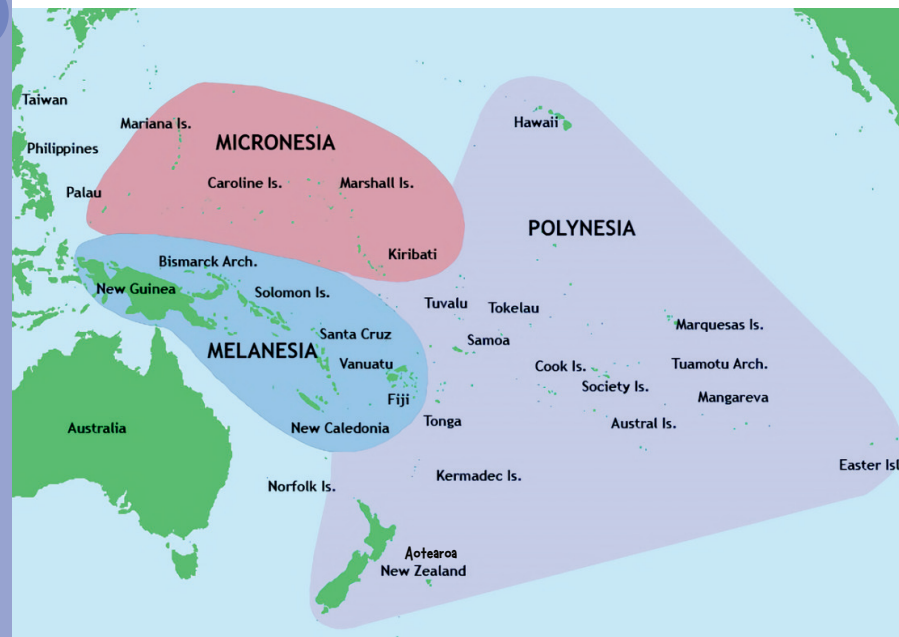 Taiwan
Mariana Is.
Hawaii
MICRONESIA
Philippines
Palau
Caroline Is.
Marshall Is.
POLYNESIA
Kiribati
Bismarck Arch.
New Guinea
Solomon Is.
Tuvalu
Tokelau
Marquesas Is.
Santa Cruz
Samoa
MELANESIA
Vanuatu
Cook Is.
Tuamotu Arch.
Society Is.
Fiji
Mangareva
Australia
New Caledonia
Tonga
Austral Is.
Easter Isl
Norfolk Is.
Kermadec Is.
Aotearoa
New Zealand